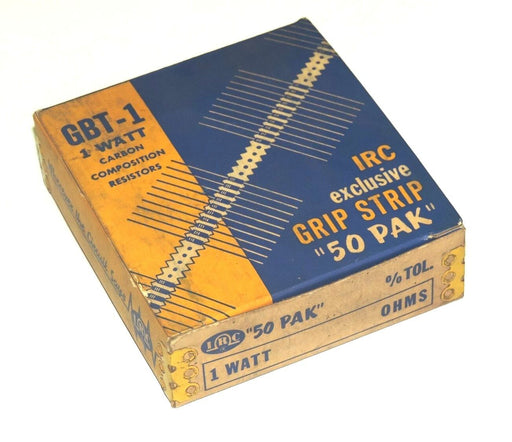 GBT-1
1 WATT
CARBON
COMPOSITION
RESISTORS
IRC
exclusive
GRIP STRIP
"50 PAK"
IRC "50 PAK" % TOL.
1 WATT OHMS